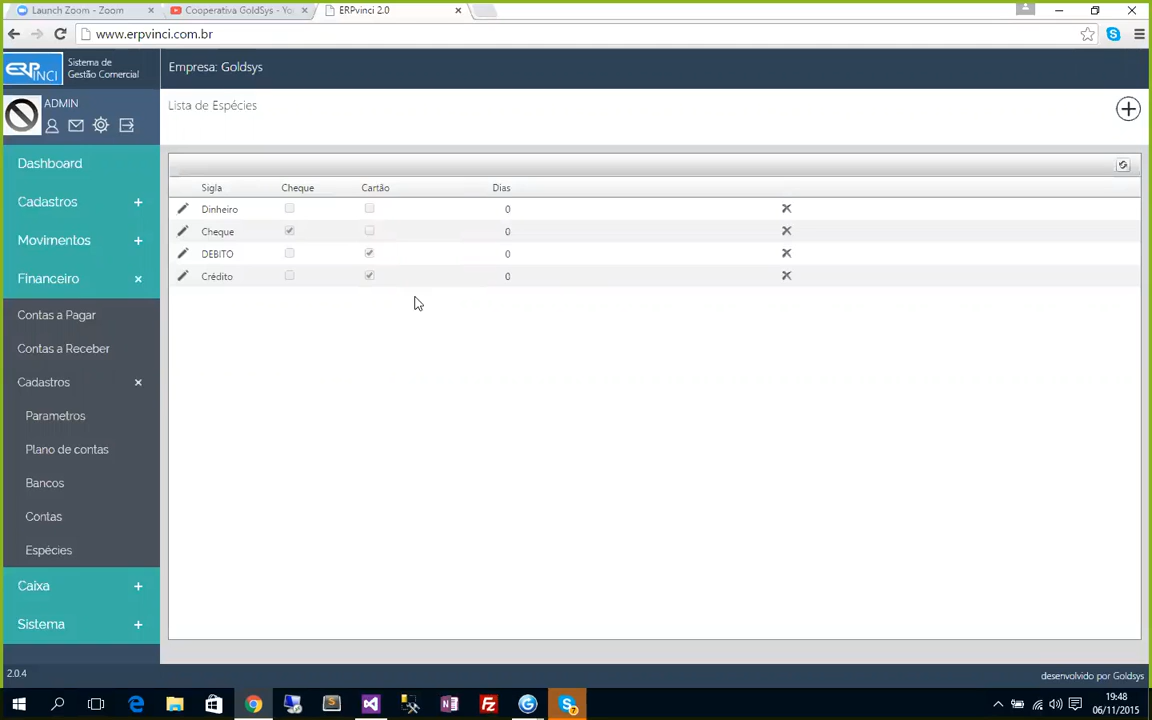 Launch Zoom - Zoom
Cooperativa GoldSys - Yo
ERPvinci 2.0
www.erpvinci.com.br
ERPVINCI
Sistema de
Gestão Comercial
Empresa: Goldsys
ADMIN
Lista de Espécies
Dashboard
Cadastros +
Movimentos +
Financeiro ×
Contas a Pagar
Contas a Receber
Cadastros ×
Parametros
Plano de contas
Bancos
Contas
Espécies
Caixa +
Sistema +
Sigla Cheque Cartão Dias
Dinheiro 0
Cheque 0
DEBITO 0
Crédito 0
2.0.4
desenvolvido por Goldsys
19:48
06/11/2015